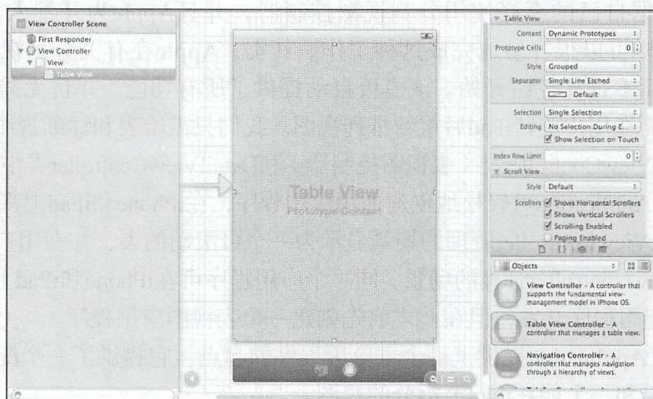 View Controller Scene
First Responder
View Controller
View
Table View
Table View
Prototype Content
Table View
Content Dynamic Prototypes
Prototype Cells 0
Style Grouped
Separator Single Line Etched
Default
Selection Single Selection
Editing No Selection During E...
Show Selection on Touch
Index Row Limit 0
Scroll View
Style Default
Scrollers Shows Horizontal Scrollers
Shows Vertical Scrollers
Scrolling Enabled
Paging Enabled
Objects
View Controller - A controller that
supports the fundamental view-
management model in iPhone OS.
Table View Controller - A
controller that manages a table view.
Navigation Controller - A
controller that manages navigation
through a hierarchy of views.